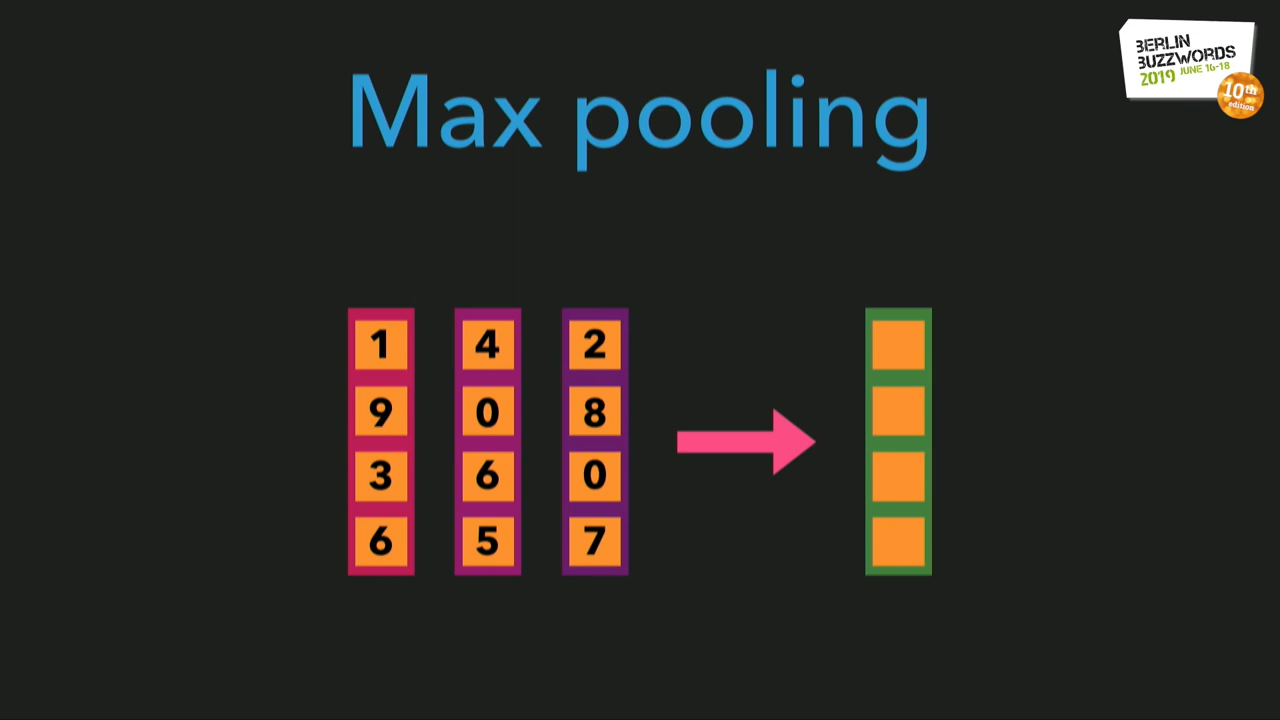 Max pooling
BERLIN
BUZZWORDS
2019 JUNE 16-18
10th
edition
1 4 2
9 0 8
3 6 0
6 5 7